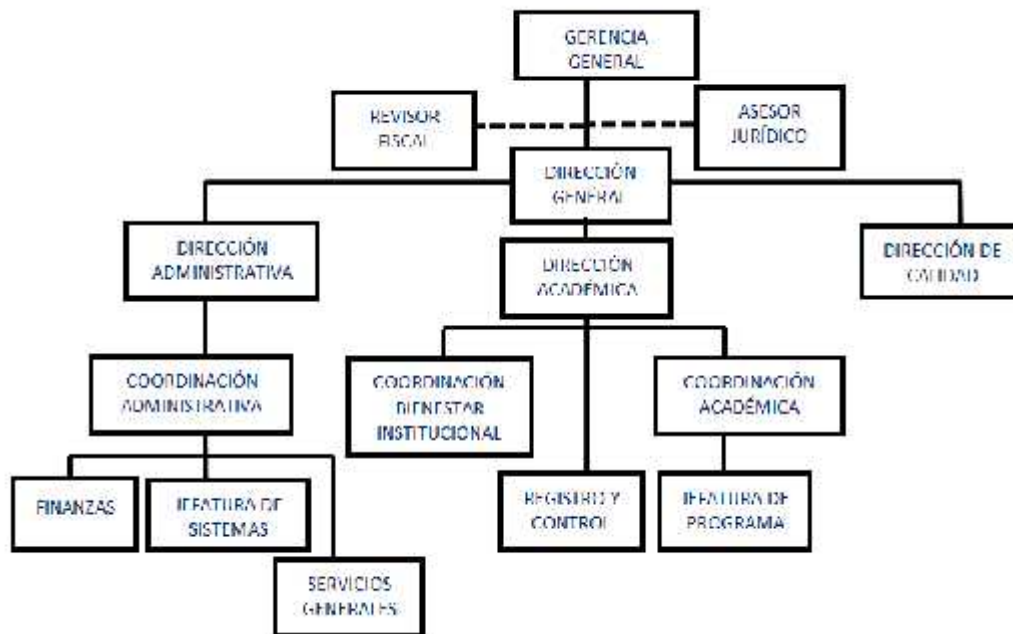 GERENCIA
GENERAL
REVISOR
FISCAL
ASESOR
JURÍDICO
DIRECCIÓN
GENERAL
DIRECCIÓN
ADMINISTRATIVA
DIRECCIÓN
ACADÉMICA
DIRECCIÓN DE
CALIDAD
COORDINACIÓN
ADMINISTRATIVA
COORDINACIÓN
BIENESTAR
INSTITUCIONAL
COORDINACIÓN
ACADÉMICA
FINANZAS
JEFATURA DE
SISTEMAS
REGISTRO Y
CONTROL
JEFATURA DE
PROGRAMA
SERVICIOS
GENERALES